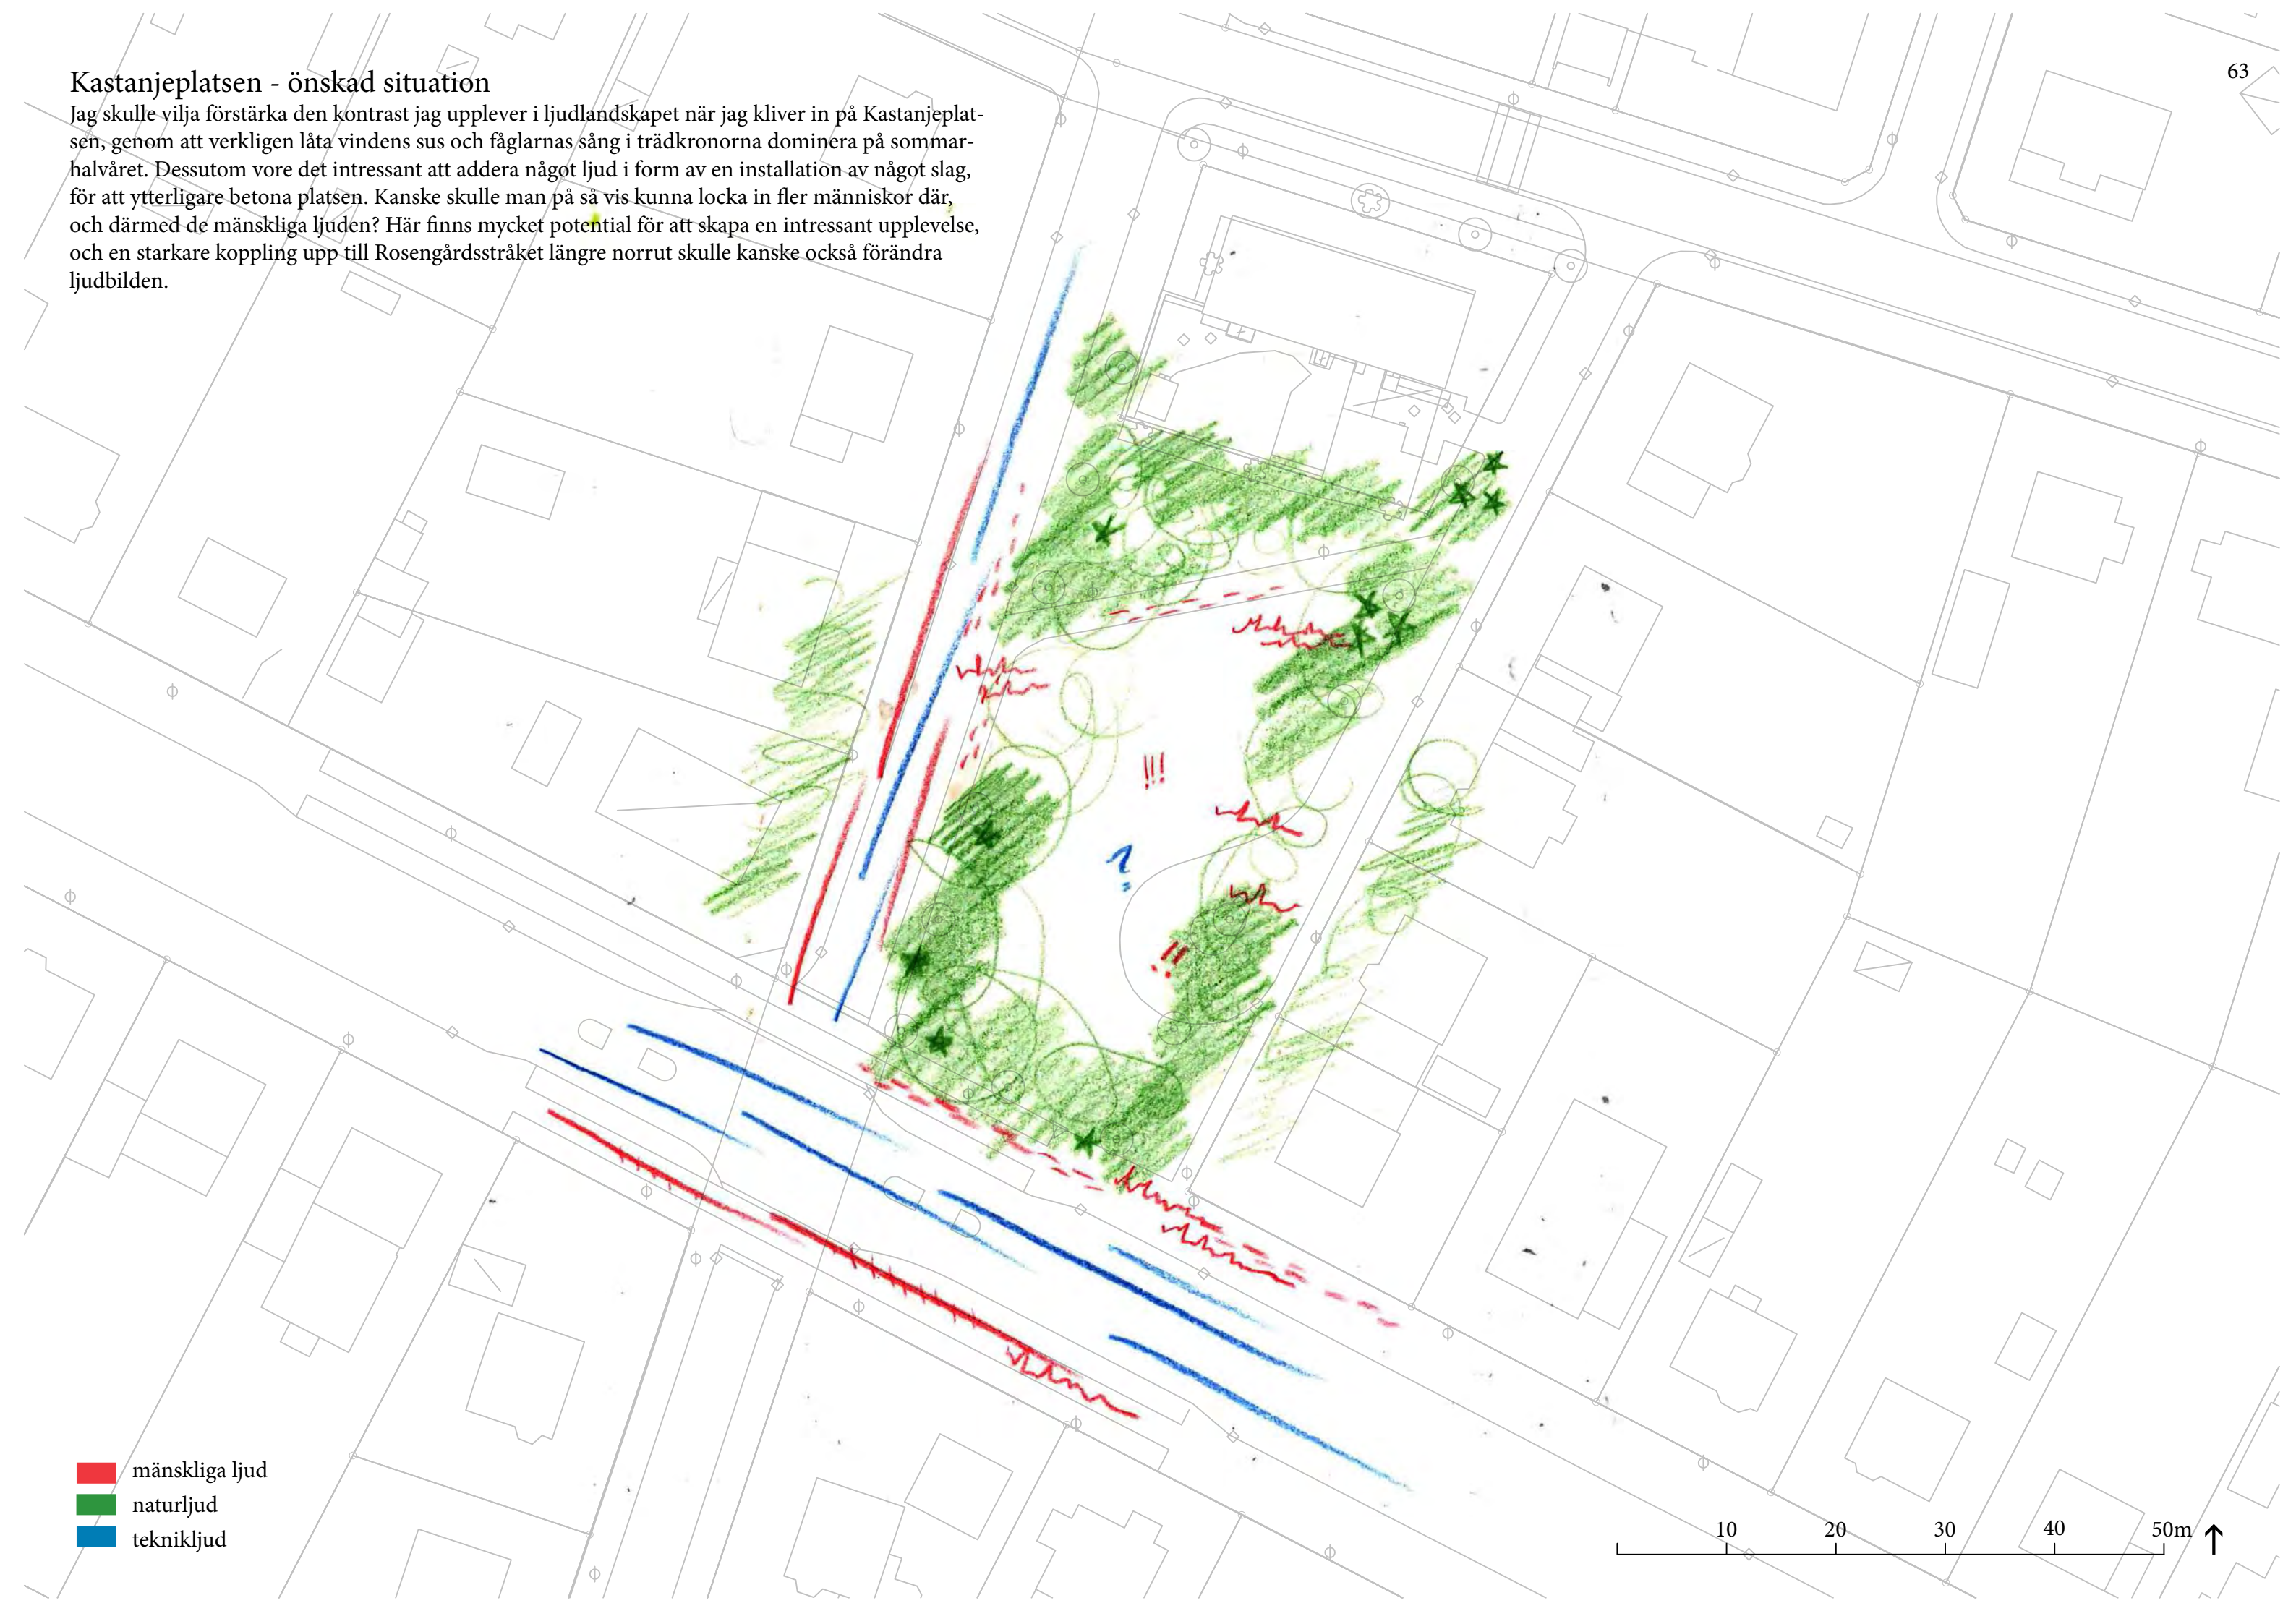 63
Kastanjeplatsen - önskad situation
Jag skulle vilja förstärka den kontrast jag upplever i ljudlandskapet när jag kliver in på Kastanjeplat-
sen, genom att verkligen låta vindens sus och fåglarnas sång i trädkronorna dominera på sommar-
halvåret. Dessutom vore det intressant att addera något ljud i form av en installation av något slag,
för att ytterligare betona platsen. Kanske skulle man på så vis kunna locka in fler människor där,
och därmed de mänskliga ljuden? Här finns mycket potential för att skapa en intressant upplevelse,
och en starkare koppling upp till Rosengårdsstråket längre norrut skulle kanske också förändra
ljudbilden.
!!!
?
!!
mänskliga ljud
naturljud
teknikljud
10 20 30 40 50m